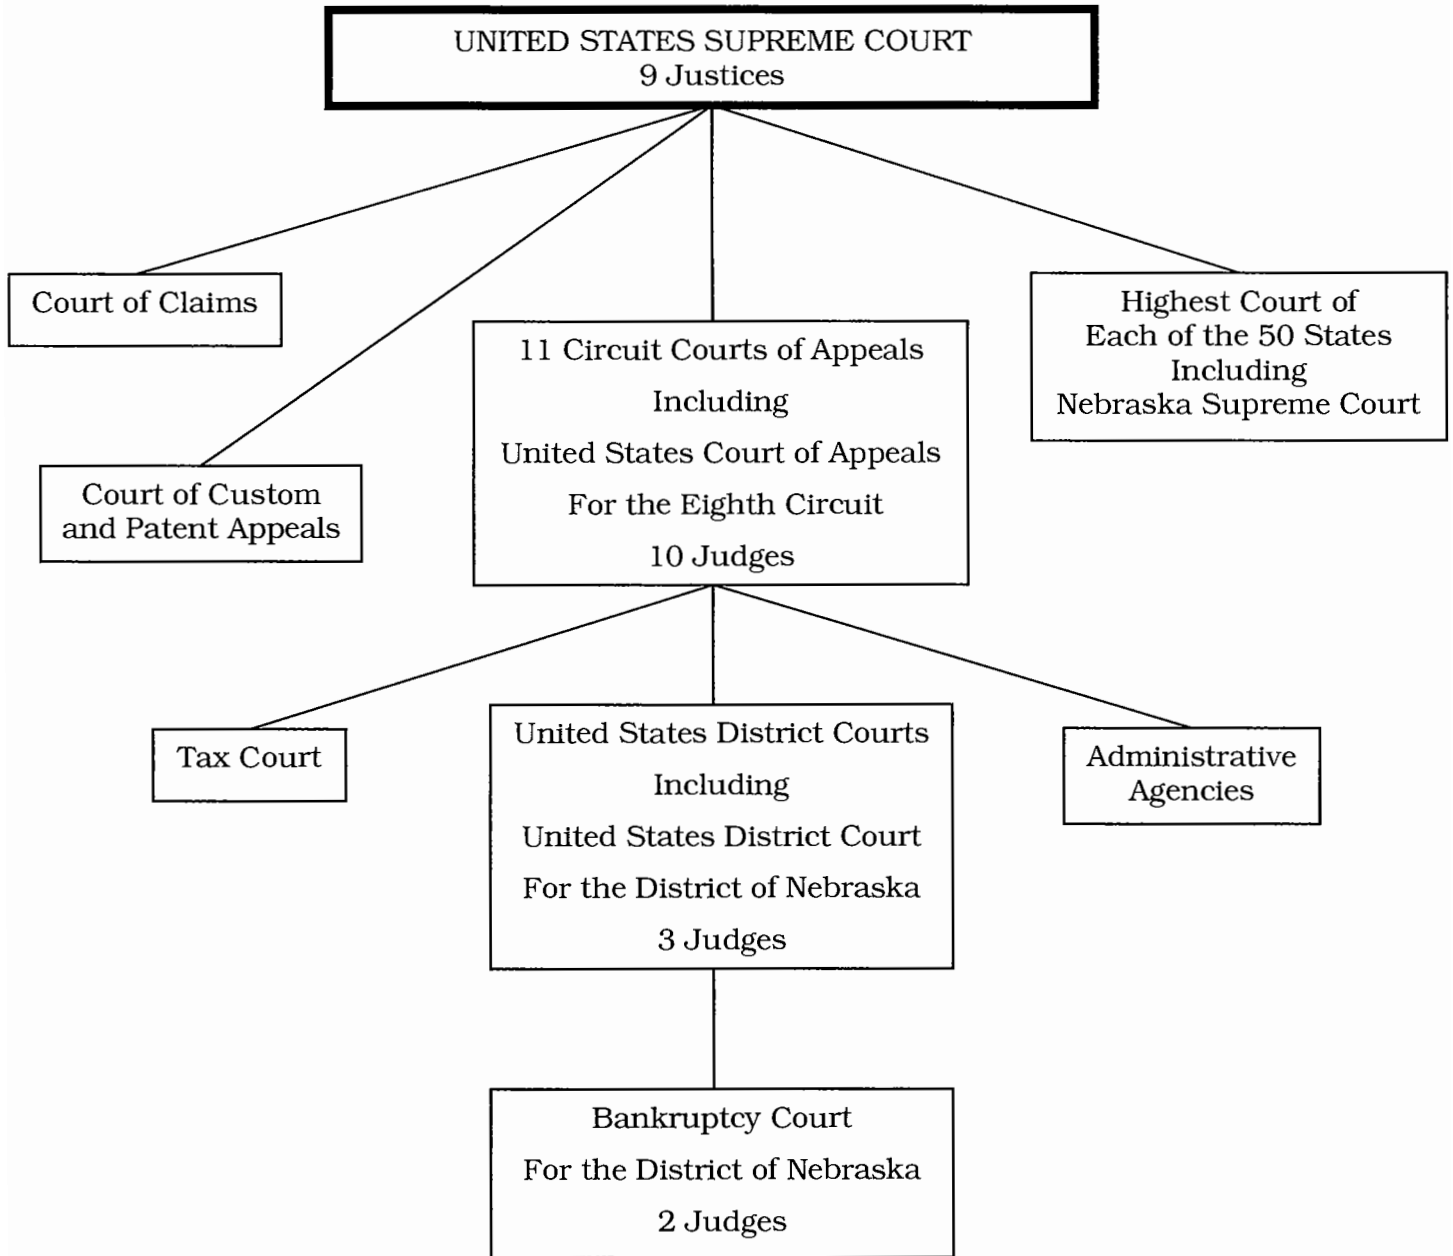 UNITED STATES SUPREME COURT
9 Justices
Court of Claims
Highest Court of
Each of the 50 States
Including
Nebraska Supreme Court
11 Circuit Courts of Appeals
Including
United States Court of Appeals
For the Eighth Circuit
10 Judges
Court of Custom
and Patent Appeals
Tax Court
United States District Courts
Including
United States District Court
For the District of Nebraska
3 Judges
Administrative
Agencies
Bankruptcy Court
For the District of Nebraska
2 Judges